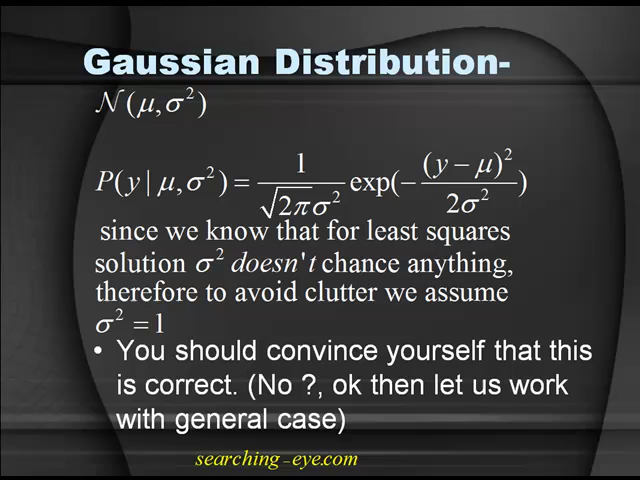 Gaussian Distribution-
𝒩(μ,σ²)
P(y | μ,σ²) = 1/(√2π σ²) exp(−(y − μ)²/2σ²)
since we know that for least squares
solution σ² doesn't chance anything,
therefore to avoid clutter we assume
σ² = 1
• You should convince yourself that this
is correct. (No ?, ok then let us work
with general case)
searching−eye.com